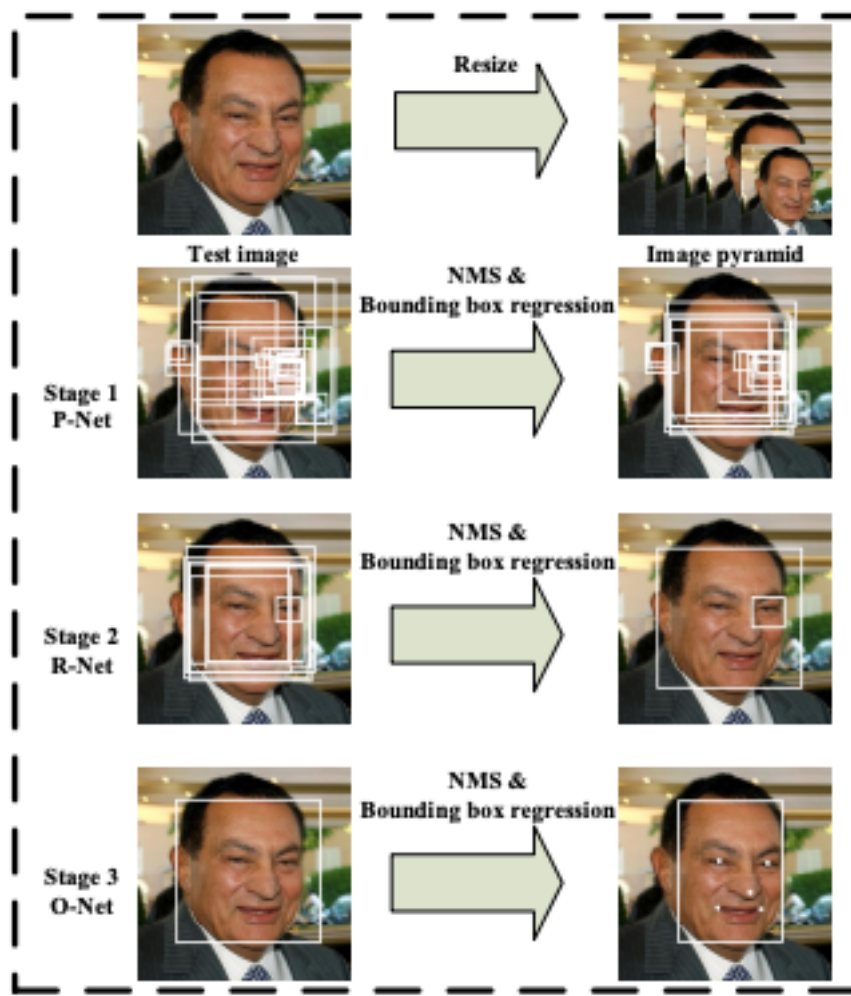 Resize
Test image
Image pyramid
NMS &
Bounding box regression
Stage 1
P-Net
NMS &
Bounding box regression
Stage 2
R-Net
NMS &
Bounding box regression
Stage 3
O-Net